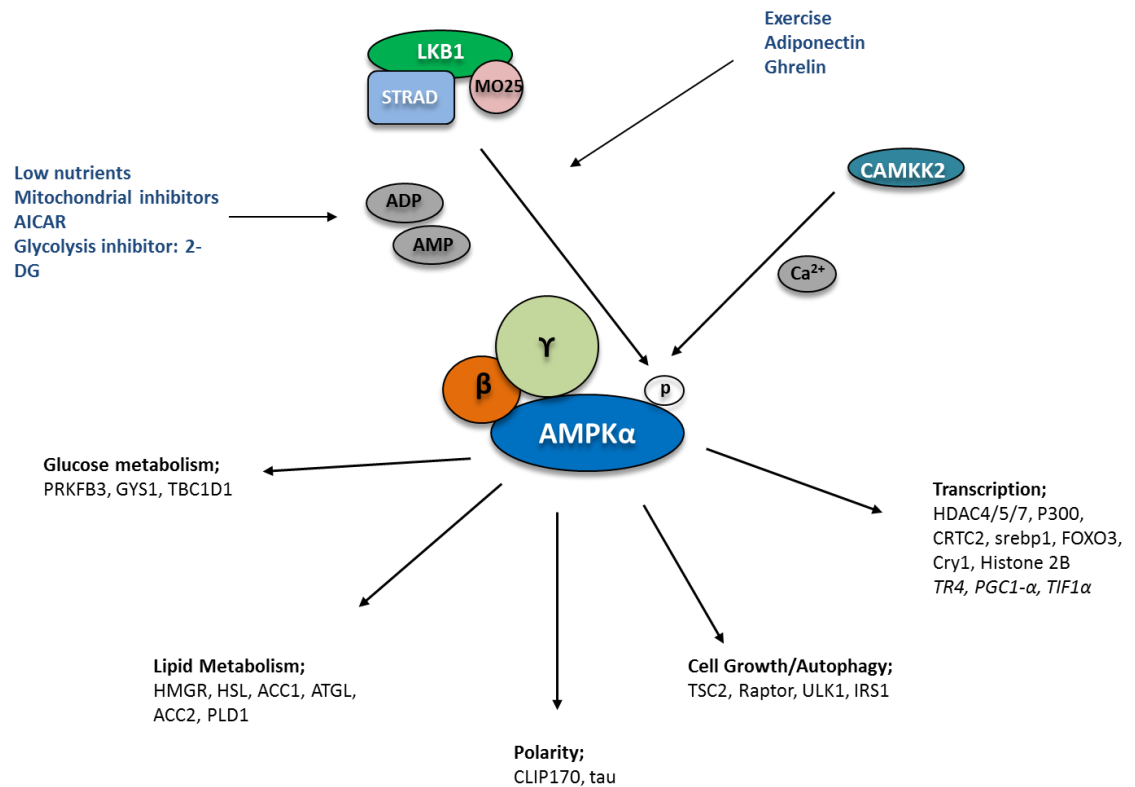 Exercise
Adiponectin
Ghrelin
LKB1
STRAD
MO25
CAMKK2
Low nutrients
Mitochondrial inhibitors
AICAR
Glycolysis inhibitor: 2-
DG
ADP
AMP
Ca²⁺
ϒ
β
p
AMPKα
Glucose metabolism;
PRKFB3, GYS1, TBC1D1
Transcription;
HDAC4/5/7, P300,
CRTC2, srebp1, FOXO3,
Cry1, Histone 2B
TR4, PGC1-α, TIF1α
Lipid Metabolism;
HMGR, HSL, ACC1, ATGL,
ACC2, PLD1
Cell Growth/Autophagy;
TSC2, Raptor, ULK1, IRS1
Polarity;
CLIP170, tau